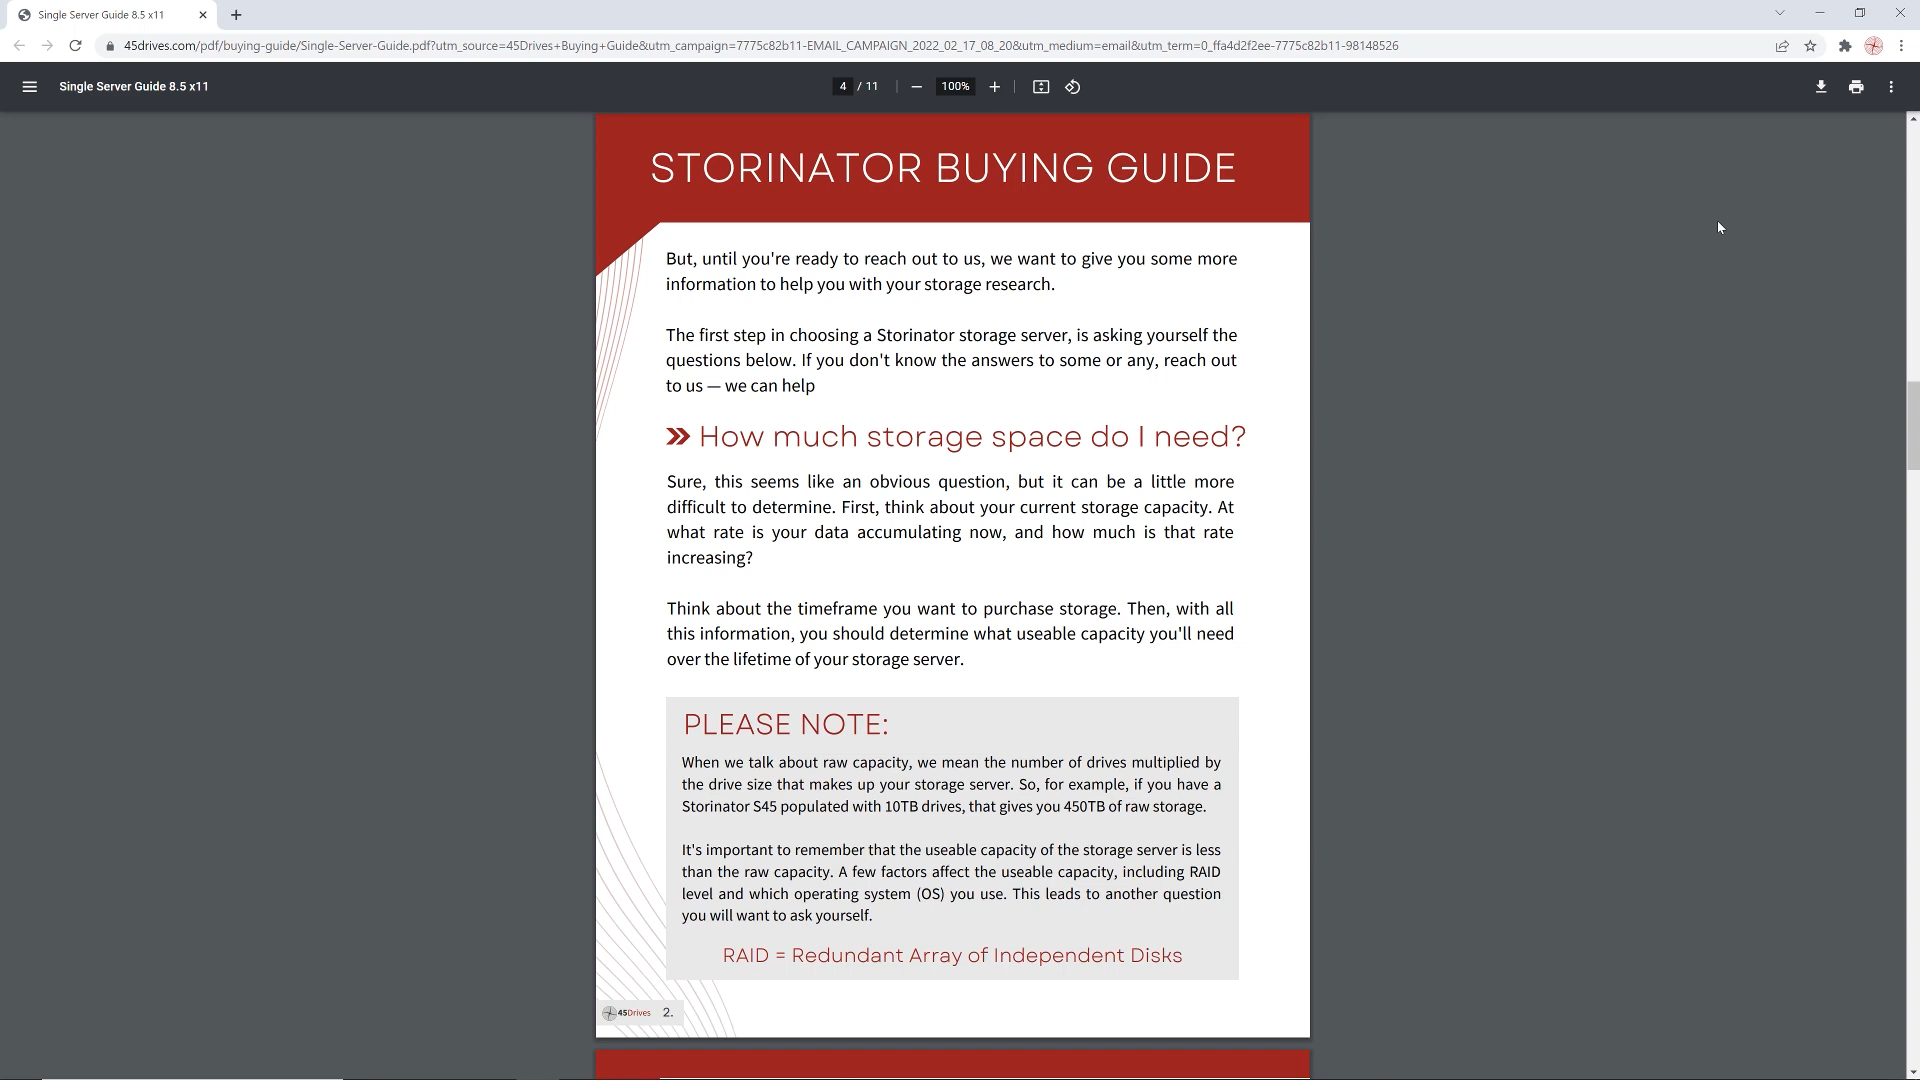 Single Server Guide 8.5 x11
45drives.com/pdf/buying-guide/Single-Server-Guide.pdf?utm_source=45Drives+Buying+Guide&utm_campaign=7775c82b11-EMAIL_CAMPAIGN_2022_02_17_08_20&utm_medium=email&utm_term=0_ffa4d2f2ee-7775c82b11-98148526
Single Server Guide 8.5 x11 4 / 11 100%
STORINATOR BUYING GUIDE
But, until you're ready to reach out to us, we want to give you some more
information to help you with your storage research.
The first step in choosing a Storinator storage server, is asking yourself the
questions below. If you don't know the answers to some or any, reach out
to us — we can help
How much storage space do I need?
Sure, this seems like an obvious question, but it can be a little more
difficult to determine. First, think about your current storage capacity. At
what rate is your data accumulating now, and how much is that rate
increasing?
Think about the timeframe you want to purchase storage. Then, with all
this information, you should determine what useable capacity you'll need
over the lifetime of your storage server.
PLEASE NOTE:
When we talk about raw capacity, we mean the number of drives multiplied by
the drive size that makes up your storage server. So, for example, if you have a
Storinator S45 populated with 10TB drives, that gives you 450TB of raw storage.
It's important to remember that the useable capacity of the storage server is less
than the raw capacity. A few factors affect the useable capacity, including RAID
level and which operating system (OS) you use. This leads to another question
you will want to ask yourself.
RAID = Redundant Array of Independent Disks
45Drives 2.